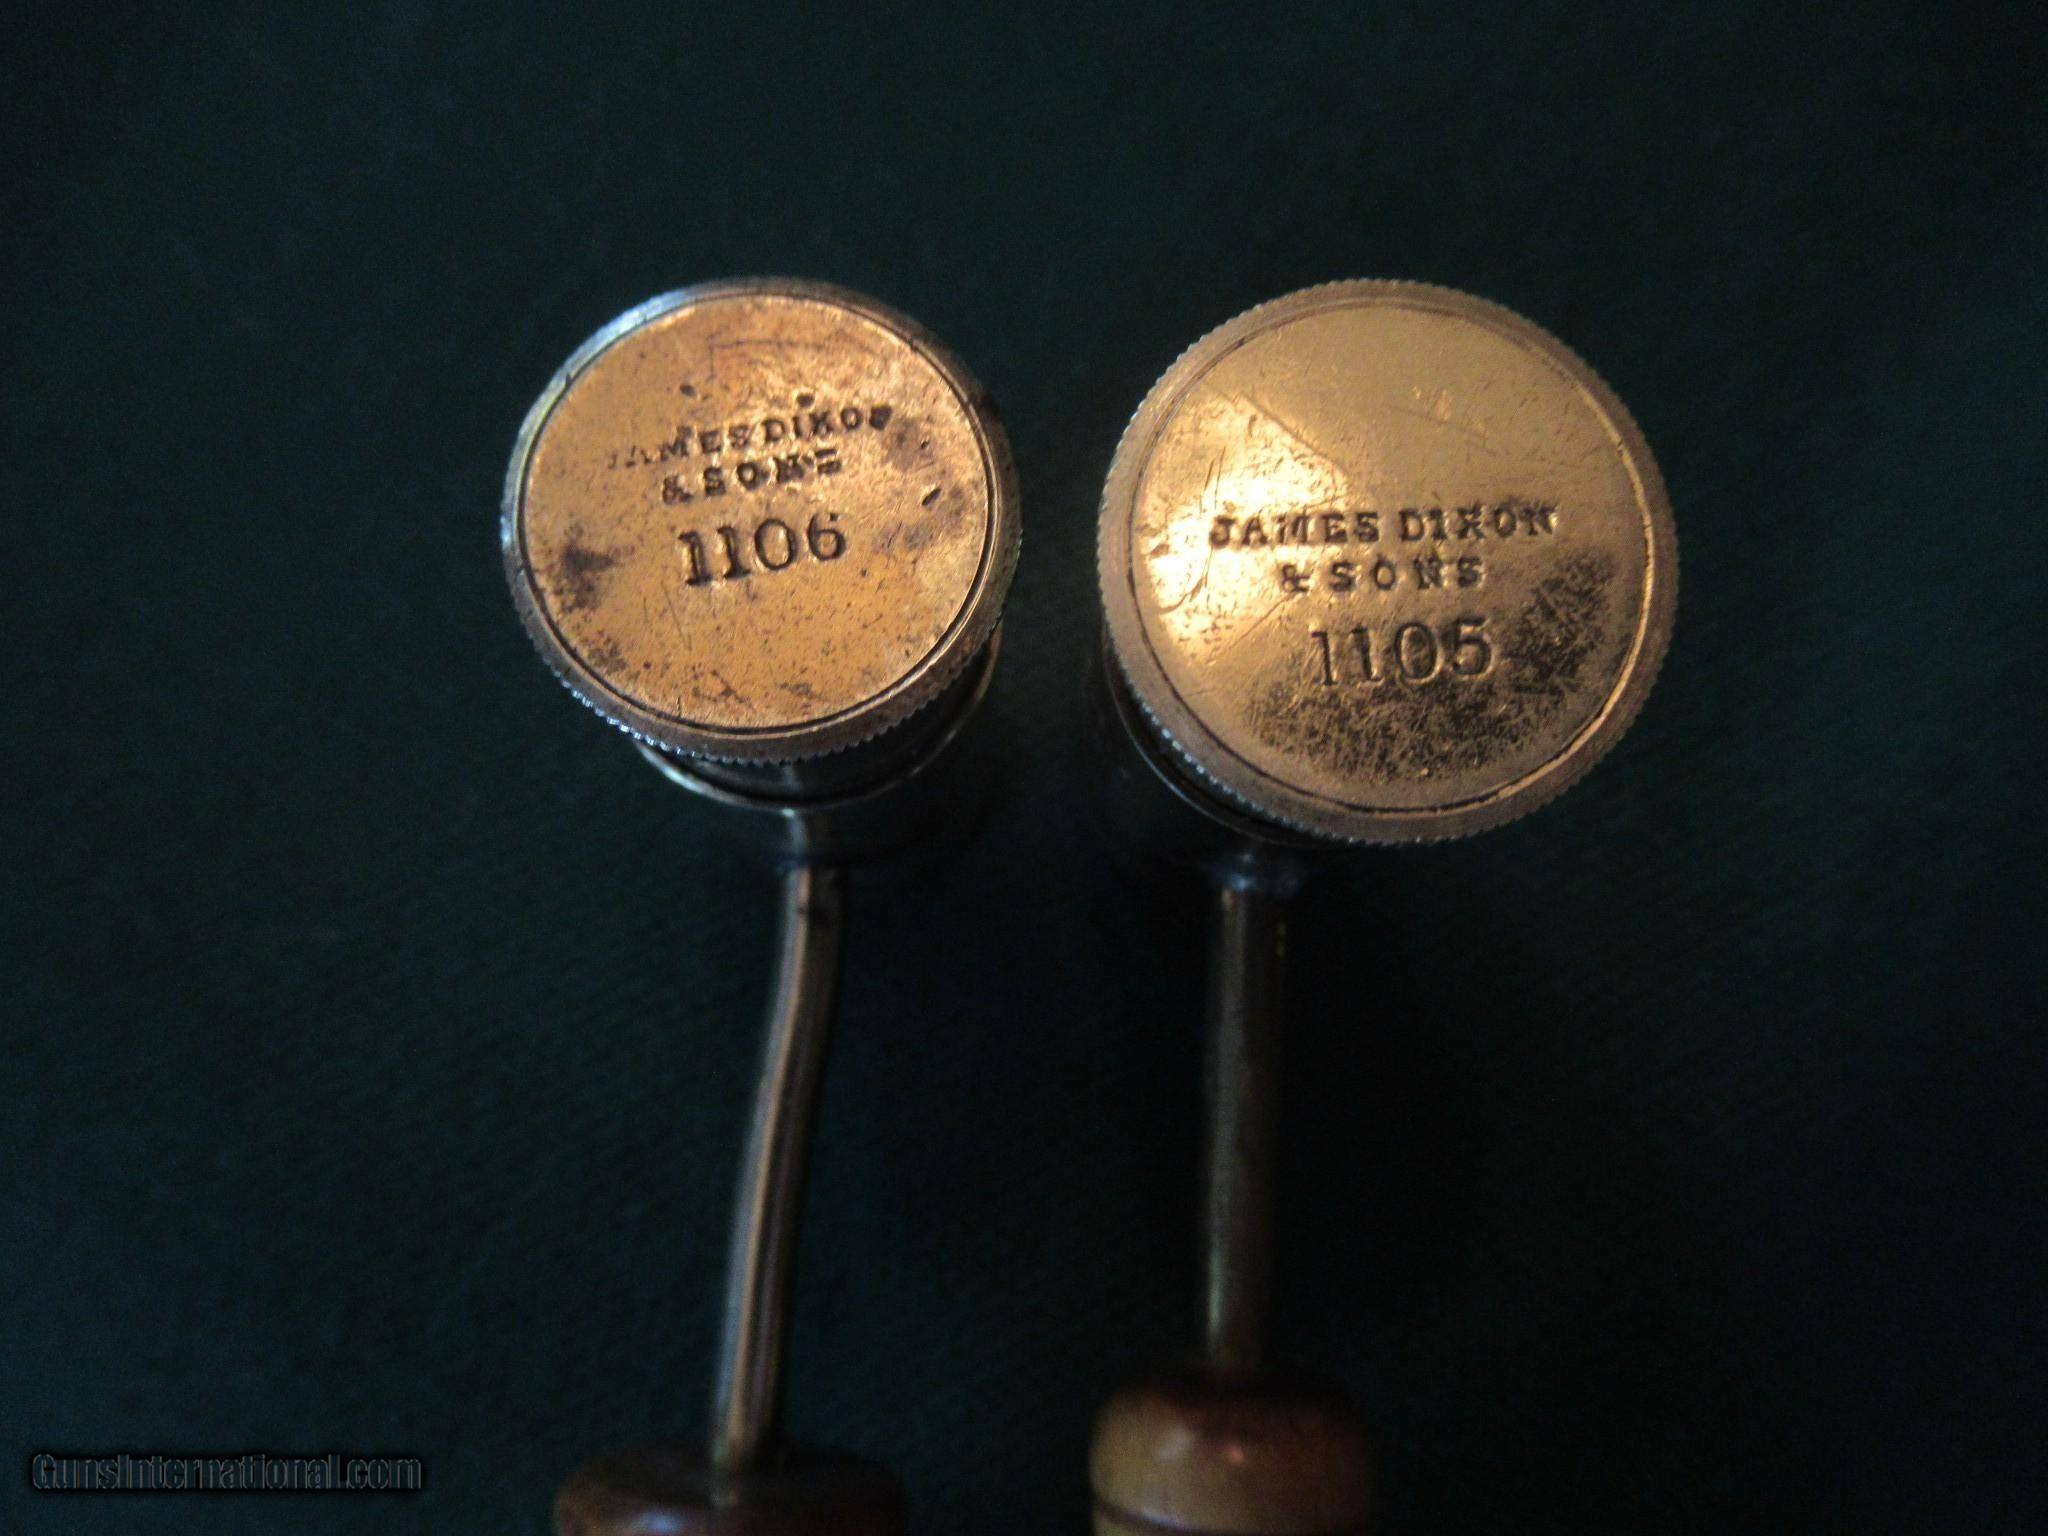 JAMES DIXON
& SONS
1106
JAMES DIXON
& SONS
1105
GunsInternational.com